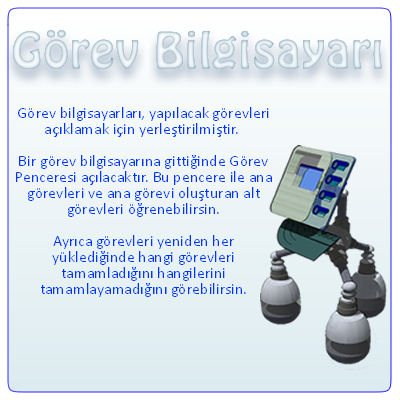 Görev Bilgisayarı
Görev bilgisayarları, yapılacak görevleri
açıklamak için yerleştirilmiştir.
Bir görev bilgisayarına gittiğinde Görev
Penceresi açılacaktır. Bu pencere ile ana
görevleri ve ana görevi oluşturan alt
görevleri öğrenebilirsin.
Ayrıca görevleri yeniden her
yüklediğinde hangi görevleri
tamamladığını hangilerini
tamamlayamadığını görebilirsin.